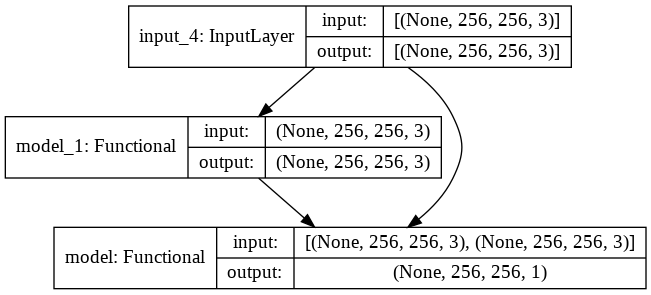 input_4: InputLayer
input: [(None, 256, 256, 3)]
output: [(None, 256, 256, 3)]
model_1: Functional
input: (None, 256, 256, 3)
output: (None, 256, 256, 3)
model: Functional
input: [(None, 256, 256, 3), (None, 256, 256, 3)]
output: (None, 256, 256, 1)